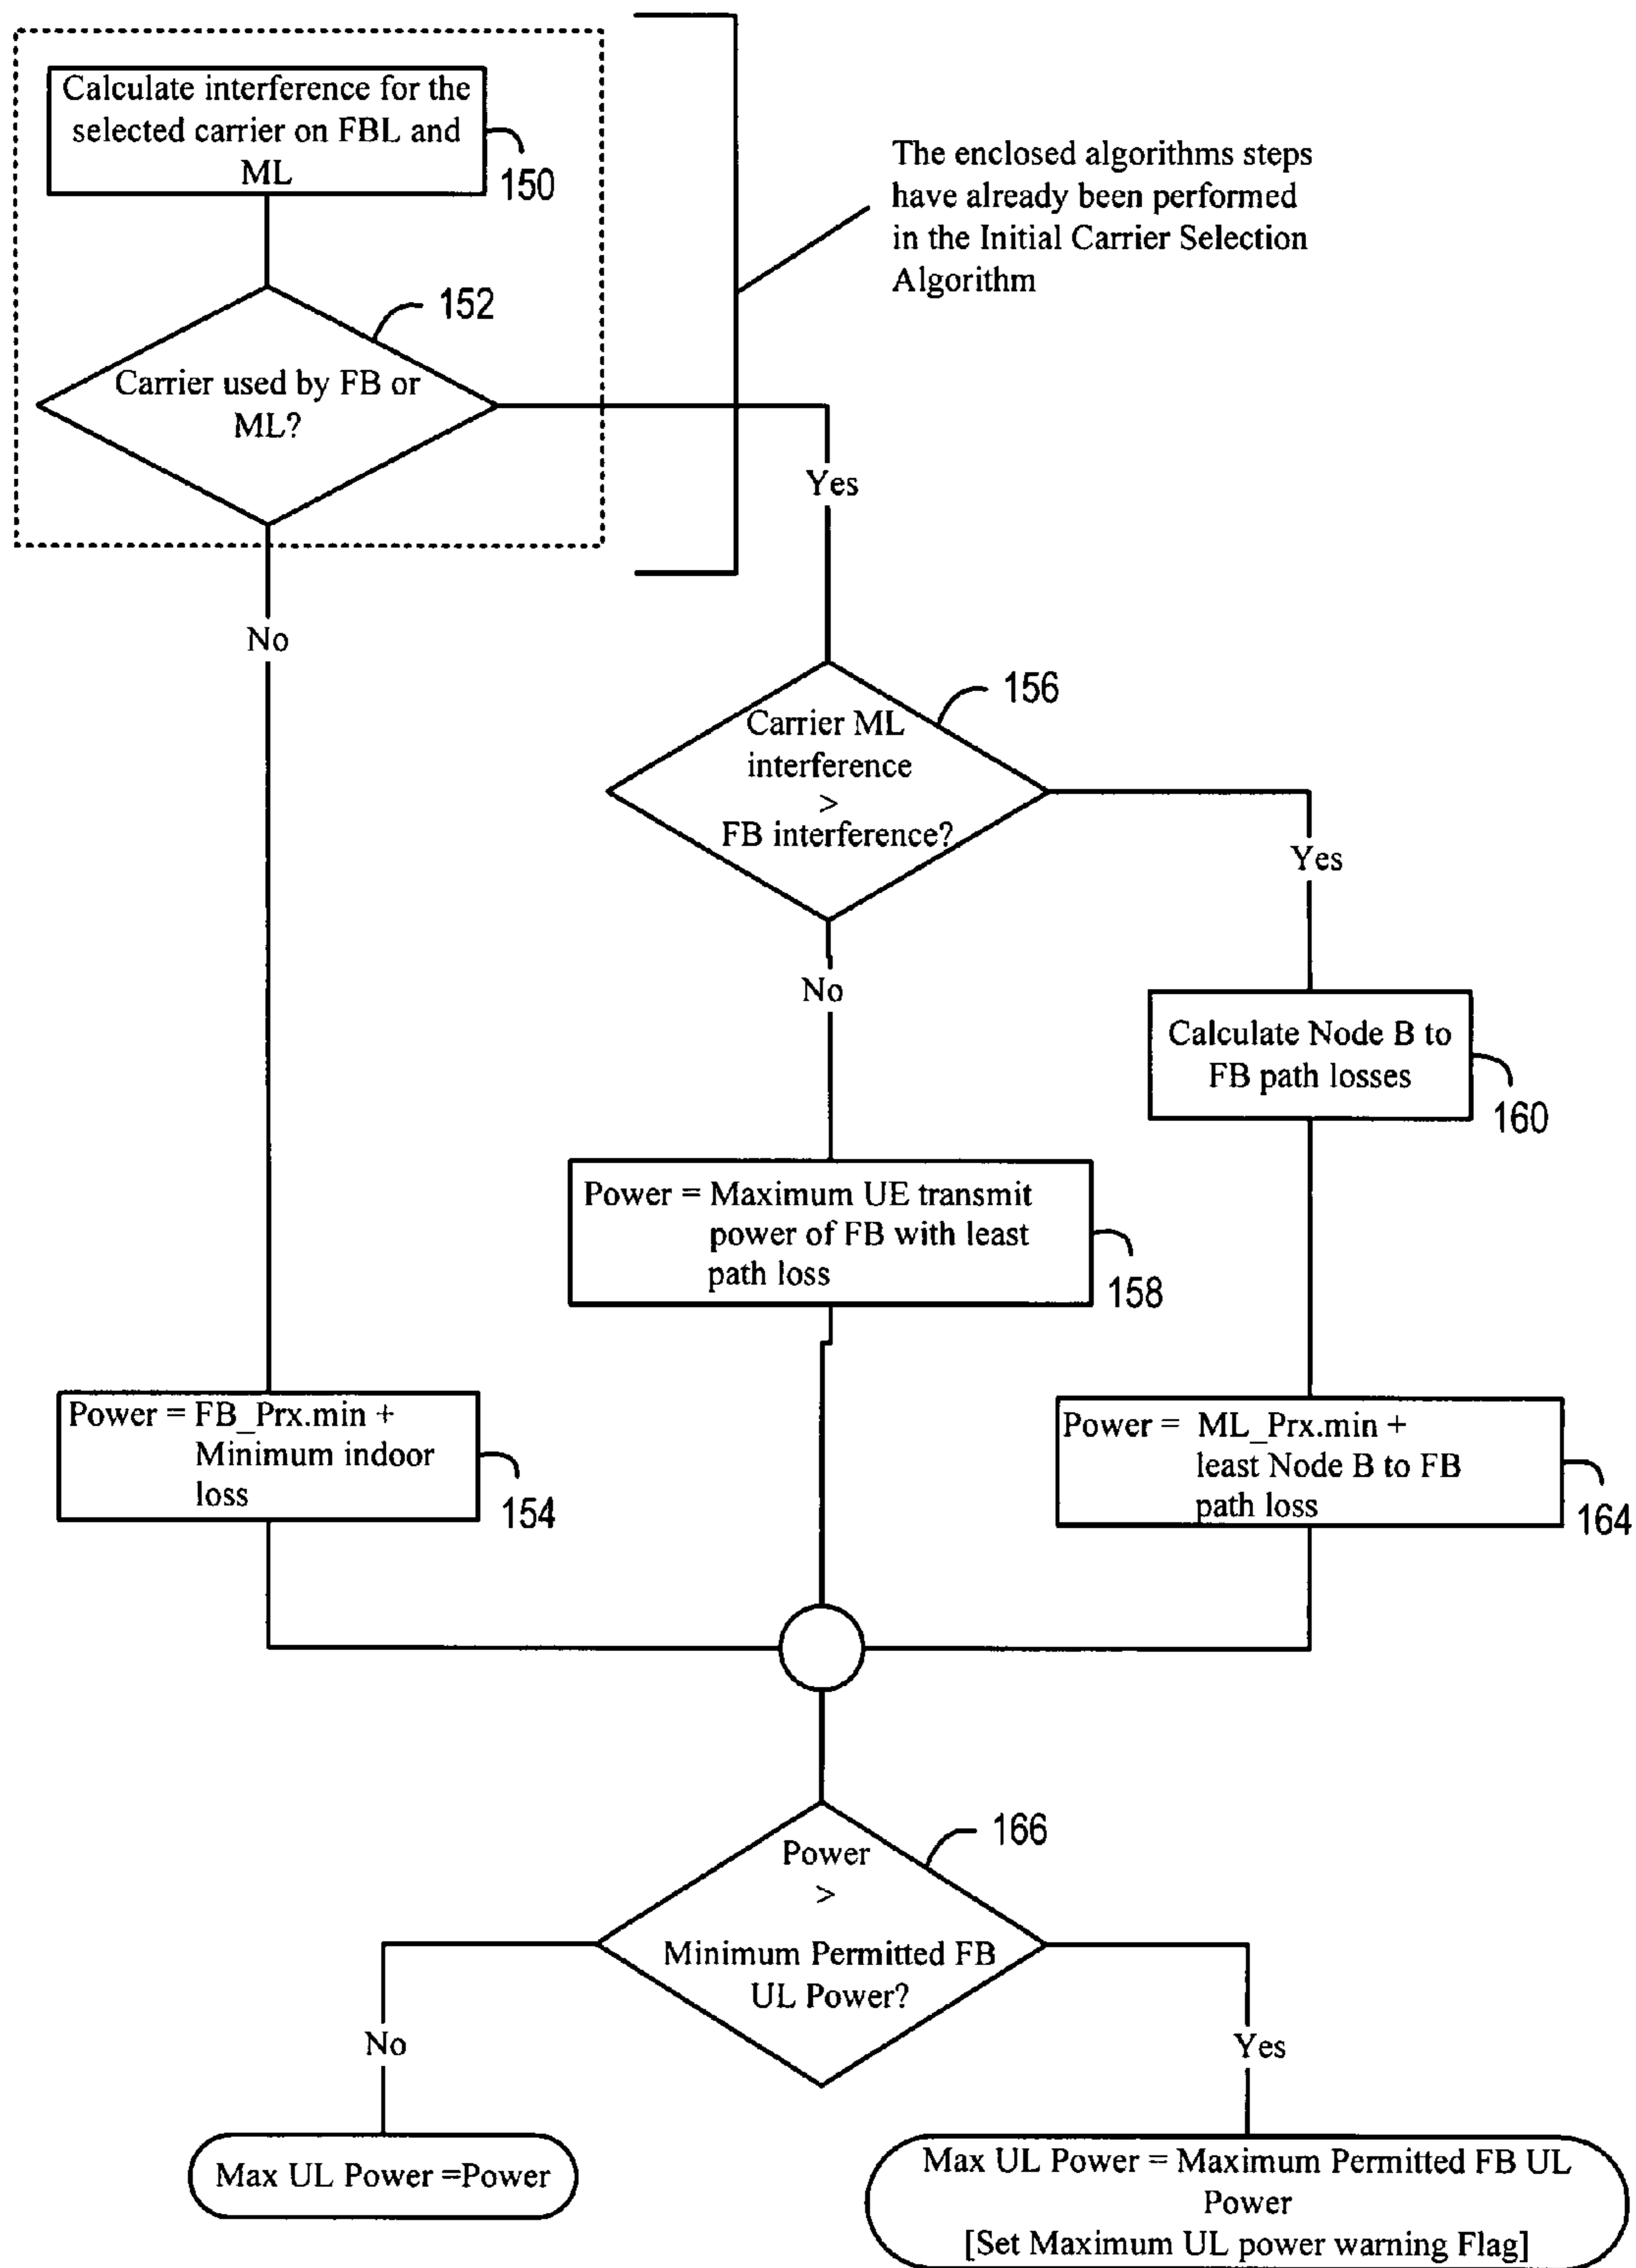 Calculate interference for the
selected carrier on FBL and
ML
150
The enclosed algorithms steps
have already been performed
in the Initial Carrier Selection
Algorithm
152
Carrier used by FB or
ML?
Yes
No
156
Carrier ML
interference
>
FB interference?
Yes
No
Calculate Node B to
FB path losses
160
Power = Maximum UE transmit
power of FB with least
path loss
158
Power = FB_Prx.min +
Minimum indoor
loss
154
Power = ML_Prx.min +
least Node B to FB
path loss
164
166
Power
>
Minimum Permitted FB
UL Power?
No
Yes
Max UL Power =Power
Max UL Power = Maximum Permitted FB UL
Power
[Set Maximum UL power warning Flag]